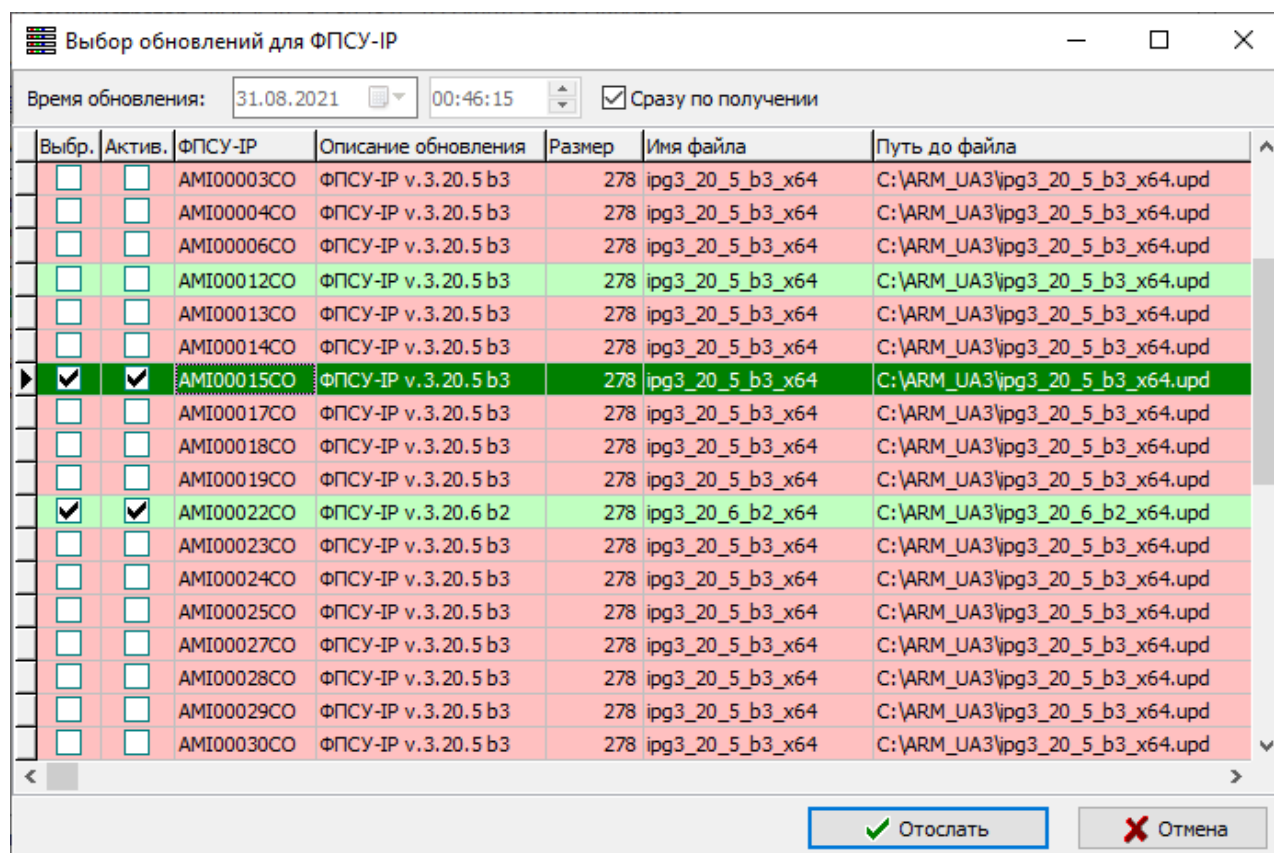 Выбор обновлений для ФПСУ-IP
Время обновления: 31.08.2021 00:46:15 Сразу по получении
Выбр. Актив. ФПСУ-IP Описание обновления Размер Имя файла Путь до файла
AMI00003CO ФПСУ-IP v.3.20.5 b3 278 ipg3_20_5_b3_x64 C:\ARM_UA3\ipg3_20_5_b3_x64.upd
AMI00004CO ФПСУ-IP v.3.20.5 b3 278 ipg3_20_5_b3_x64 C:\ARM_UA3\ipg3_20_5_b3_x64.upd
AMI00006CO ФПСУ-IP v.3.20.5 b3 278 ipg3_20_5_b3_x64 C:\ARM_UA3\ipg3_20_5_b3_x64.upd
AMI00012CO ФПСУ-IP v.3.20.5 b3 278 ipg3_20_5_b3_x64 C:\ARM_UA3\ipg3_20_5_b3_x64.upd
AMI00013CO ФПСУ-IP v.3.20.5 b3 278 ipg3_20_5_b3_x64 C:\ARM_UA3\ipg3_20_5_b3_x64.upd
AMI00014CO ФПСУ-IP v.3.20.5 b3 278 ipg3_20_5_b3_x64 C:\ARM_UA3\ipg3_20_5_b3_x64.upd
AMI00015CO ФПСУ-IP v.3.20.5 b3 278 ipg3_20_5_b3_x64 C:\ARM_UA3\ipg3_20_5_b3_x64.upd
AMI00017CO ФПСУ-IP v.3.20.5 b3 278 ipg3_20_5_b3_x64 C:\ARM_UA3\ipg3_20_5_b3_x64.upd
AMI00018CO ФПСУ-IP v.3.20.5 b3 278 ipg3_20_5_b3_x64 C:\ARM_UA3\ipg3_20_5_b3_x64.upd
AMI00019CO ФПСУ-IP v.3.20.5 b3 278 ipg3_20_5_b3_x64 C:\ARM_UA3\ipg3_20_5_b3_x64.upd
AMI00022CO ФПСУ-IP v.3.20.6 b2 278 ipg3_20_6_b2_x64 C:\ARM_UA3\ipg3_20_6_b2_x64.upd
AMI00023CO ФПСУ-IP v.3.20.5 b3 278 ipg3_20_5_b3_x64 C:\ARM_UA3\ipg3_20_5_b3_x64.upd
AMI00024CO ФПСУ-IP v.3.20.5 b3 278 ipg3_20_5_b3_x64 C:\ARM_UA3\ipg3_20_5_b3_x64.upd
AMI00025CO ФПСУ-IP v.3.20.5 b3 278 ipg3_20_5_b3_x64 C:\ARM_UA3\ipg3_20_5_b3_x64.upd
AMI00027CO ФПСУ-IP v.3.20.5 b3 278 ipg3_20_5_b3_x64 C:\ARM_UA3\ipg3_20_5_b3_x64.upd
AMI00028CO ФПСУ-IP v.3.20.5 b3 278 ipg3_20_5_b3_x64 C:\ARM_UA3\ipg3_20_5_b3_x64.upd
AMI00029CO ФПСУ-IP v.3.20.5 b3 278 ipg3_20_5_b3_x64 C:\ARM_UA3\ipg3_20_5_b3_x64.upd
AMI00030CO ФПСУ-IP v.3.20.5 b3 278 ipg3_20_5_b3_x64 C:\ARM_UA3\ipg3_20_5_b3_x64.upd
Отослать Отмена